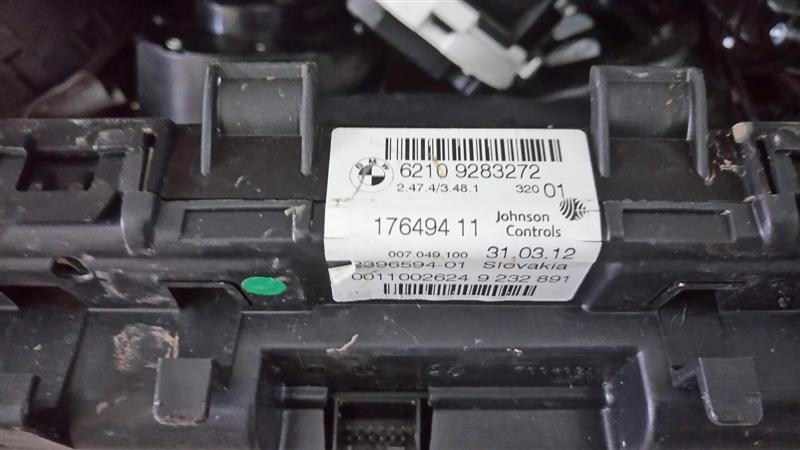 BMW
6210 9283272
2.47.4/3.48.1 320 01
17649411 Johnson Controls
007.049.100 31.03.12
2396594-01 Slovakia
0011002624 9 232 891